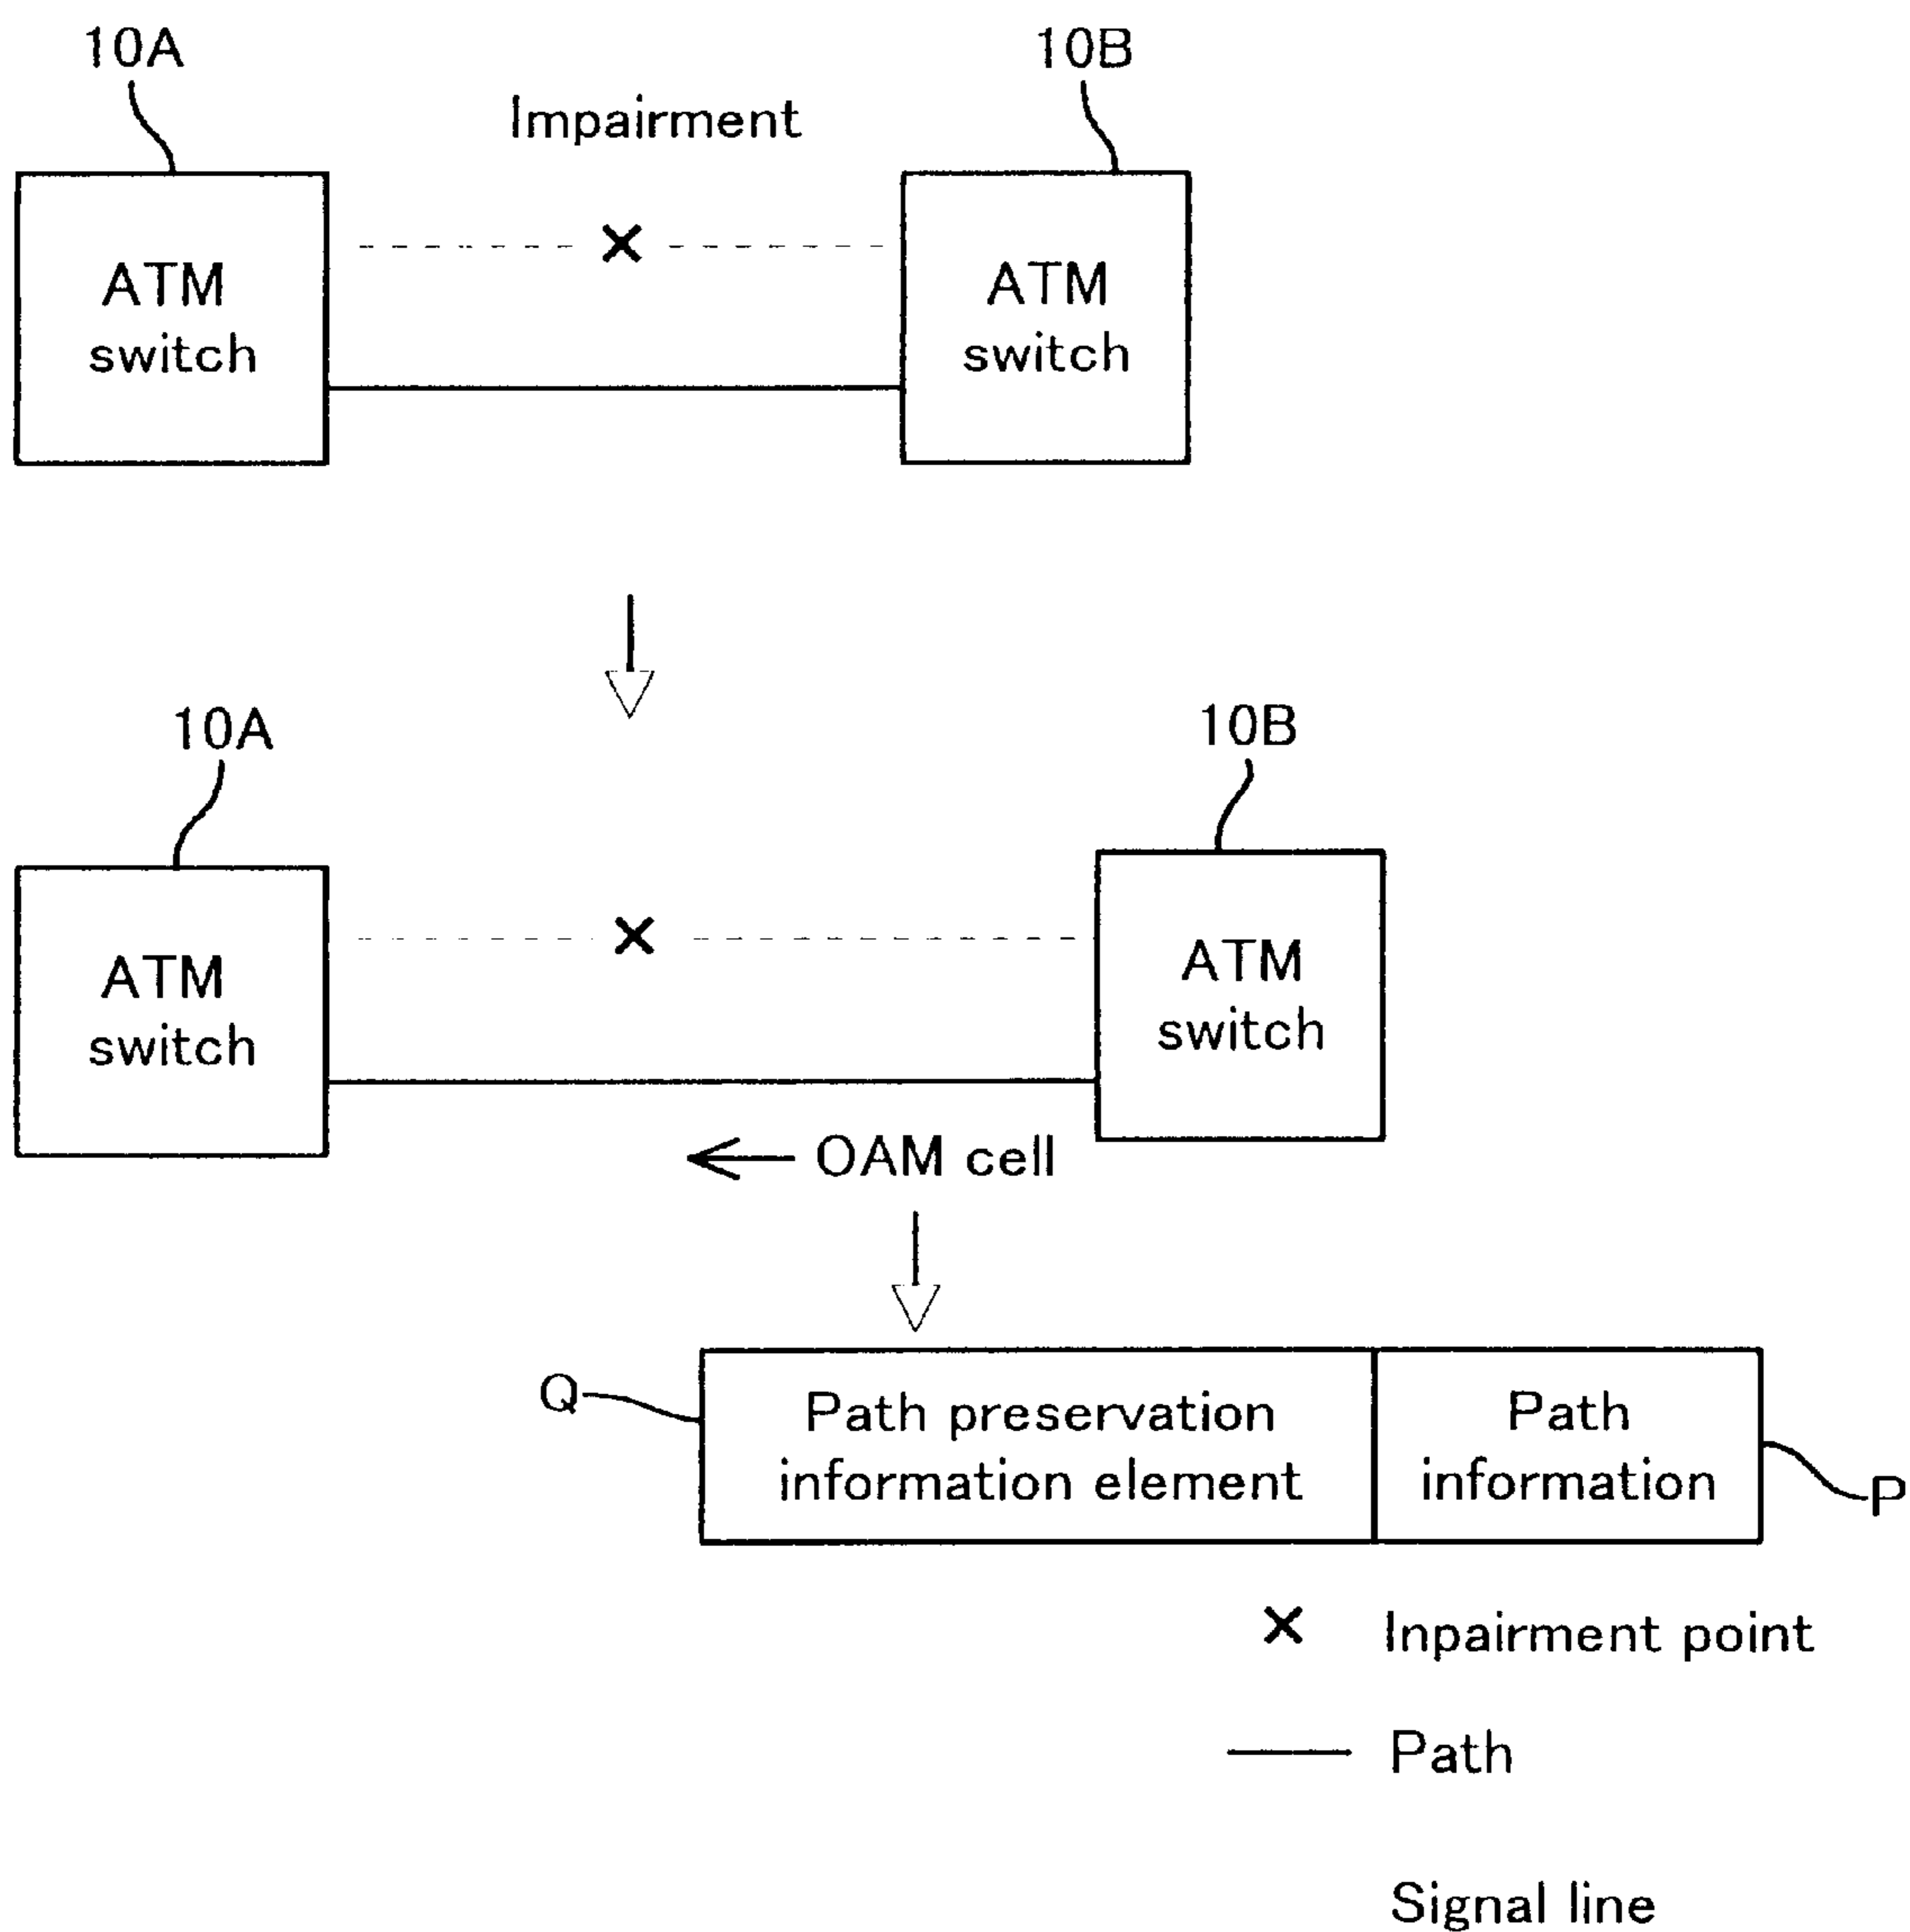 10A
10B
Impairment
ATM
switch
ATM
switch
10A
10B
ATM
switch
ATM
switch
OAM cell
Q
Path preservation
information element
Path
information
P
Inpairment point
Path
Signal line